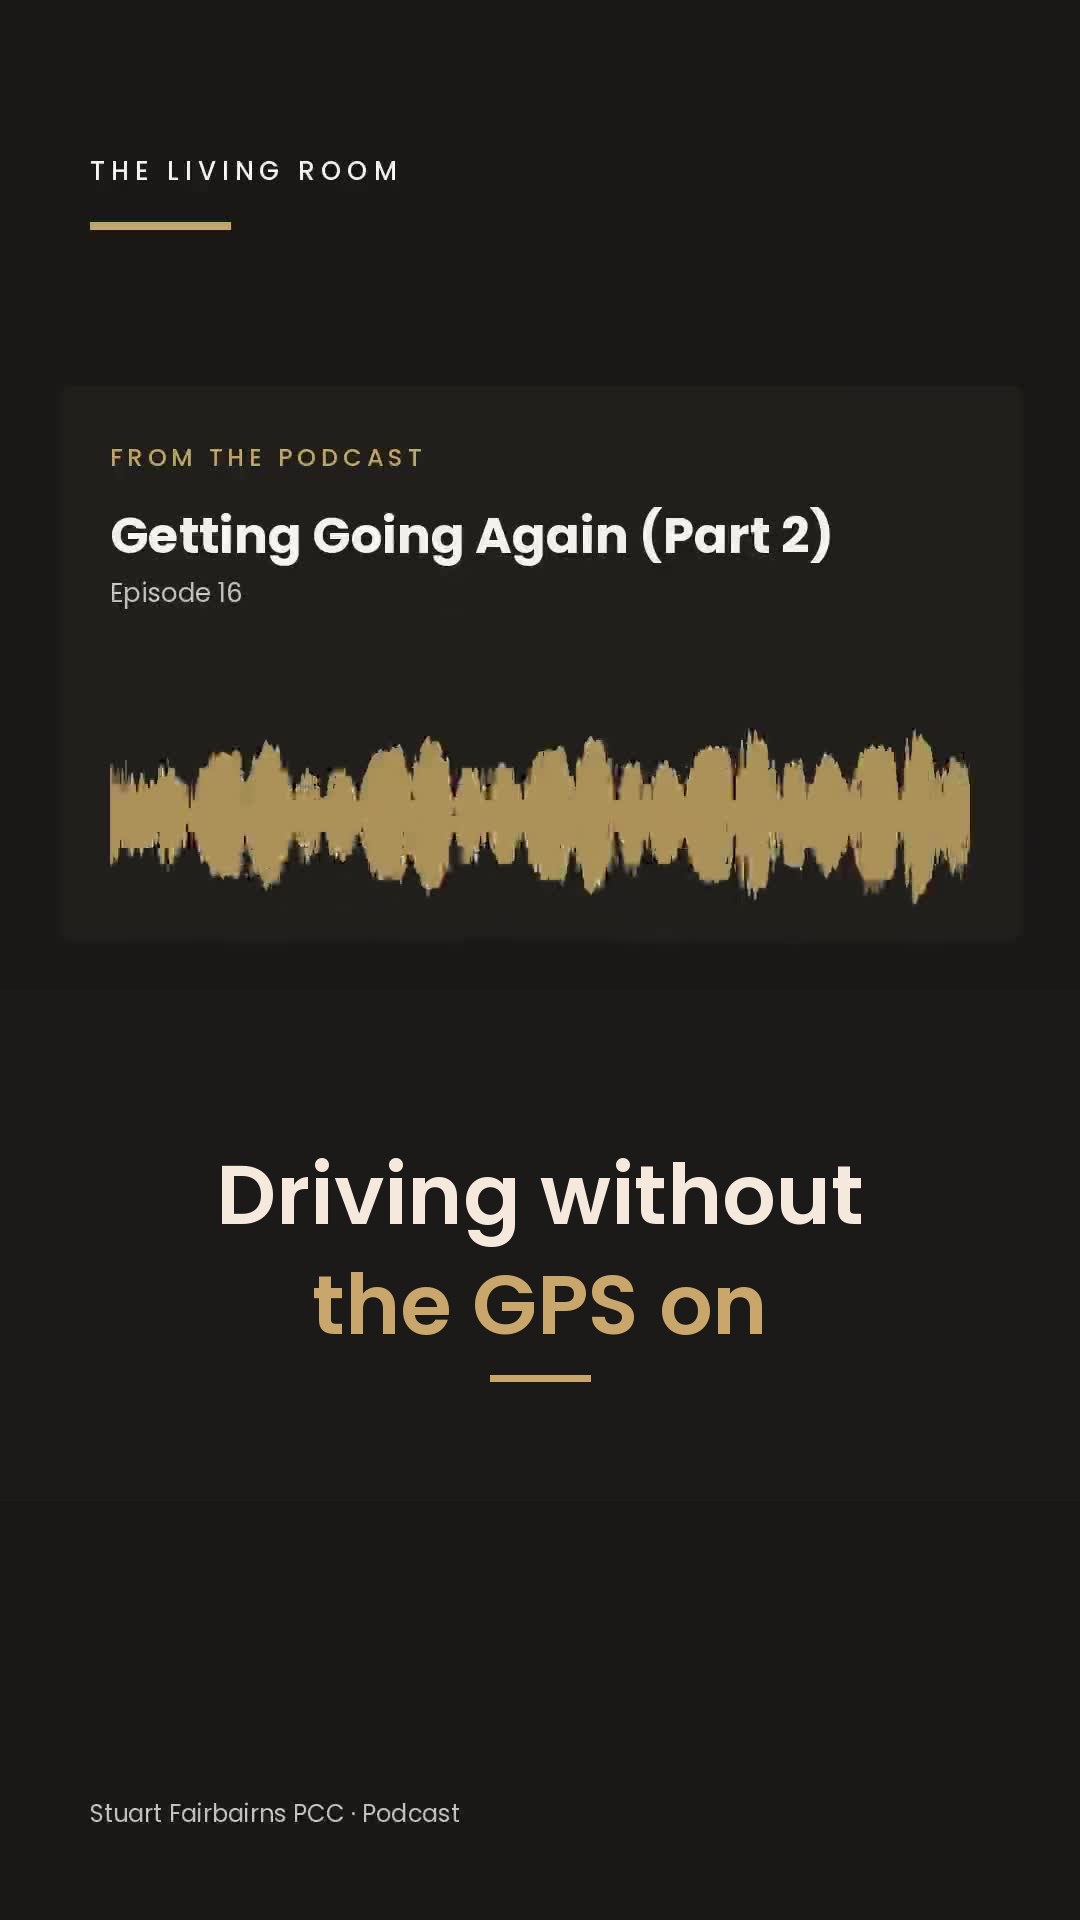 THE LIVING ROOM
FROM THE PODCAST
Getting Going Again (Part 2)
Episode 16
Driving without
the GPS on
Stuart Fairbairns PCC · Podcast